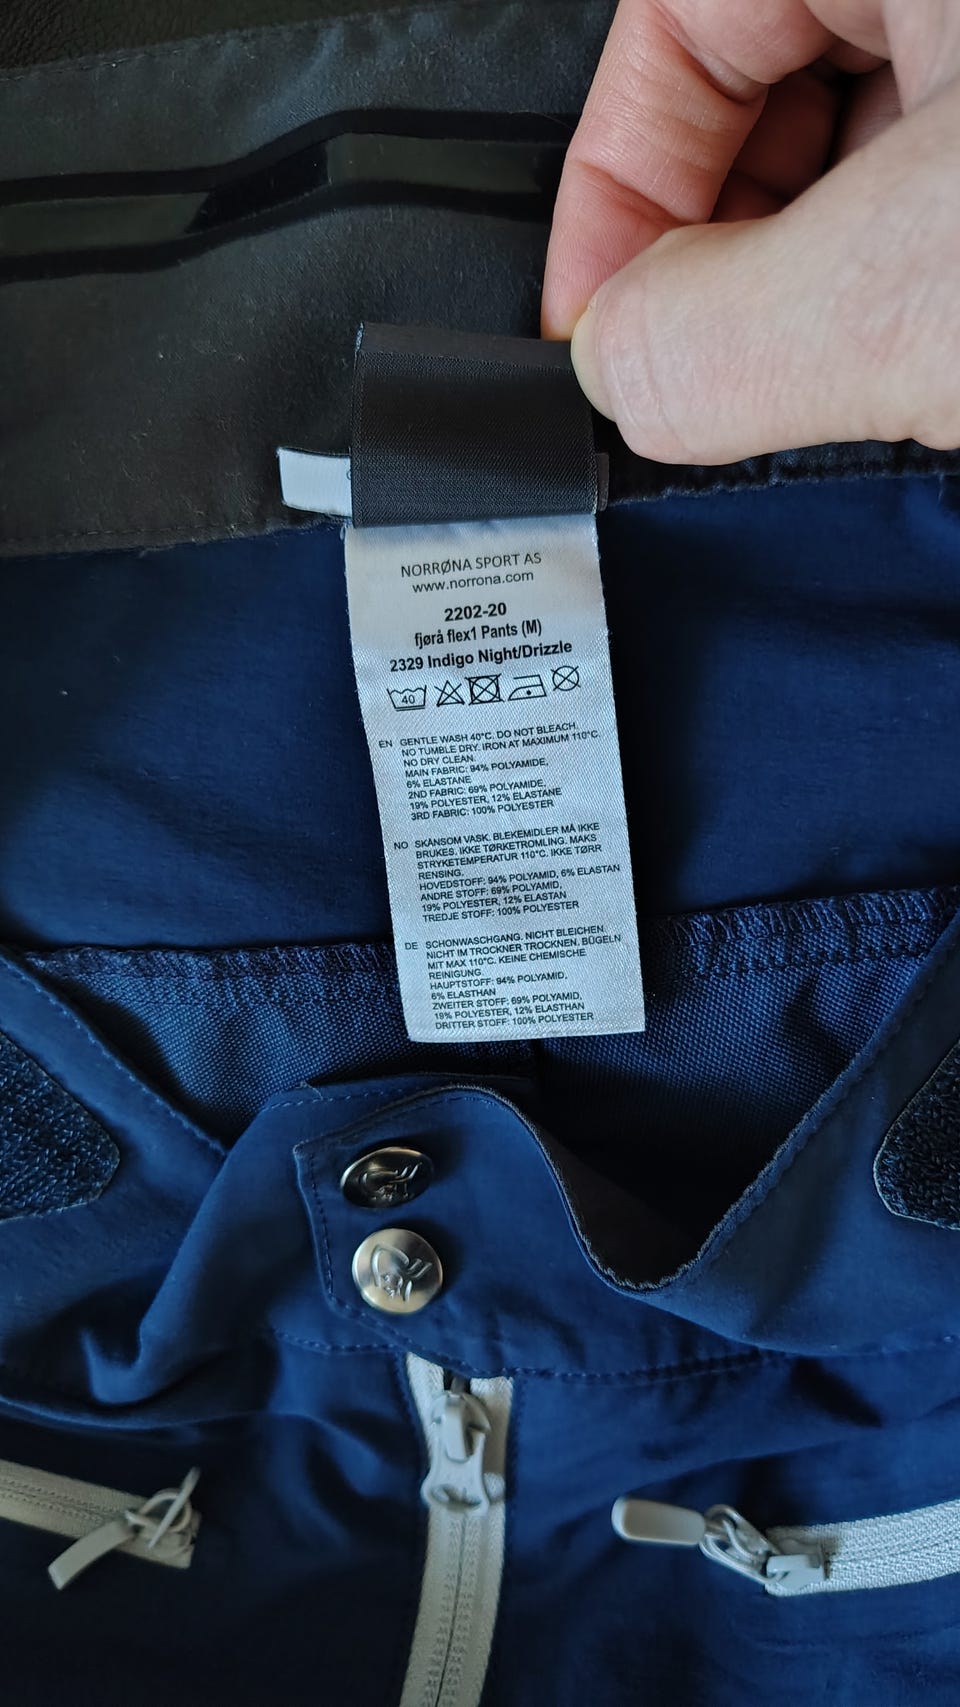 NORRØNA SPORT AS
www.norrona.com
2202-20
fjørå flex1 Pants (M)
2329 Indigo Night/Drizzle
40
EN GENTLE WASH 40°C. DO NOT BLEACH.
NO TUMBLE DRY. IRON AT MAXIMUM 110°C.
NO DRY CLEAN.
MAIN FABRIC: 94% POLYAMIDE,
6% ELASTANE
2ND FABRIC: 69% POLYAMIDE,
19% POLYESTER, 12% ELASTANE
3RD FABRIC: 100% POLYESTER
NO SKÅNSOM VASK. BLEKEMIDLER MÅ IKKE
BRUKES. IKKE TØRKETROMLING. MAKS
STRYKETEMPERATUR 110°C. IKKE TØRR
RENSING.
HOVEDSTOFF: 94% POLYAMID, 6% ELASTAN
ANDRE STOFF: 69% POLYAMID,
19% POLYESTER, 12% ELASTAN
TREDJE STOFF: 100% POLYESTER
DE SCHONWASCHGANG. NICHT BLEICHEN.
NICHT IM TROCKNER TROCKNEN. BÜGELN
MIT MAX 110°C. KEINE CHEMISCHE
REINIGUNG.
HAUPTSTOFF: 94% POLYAMID,
6% ELASTHAN
ZWEITER STOFF: 69% POLYAMID,
19% POLYESTER, 12% ELASTHAN
DRITTER STOFF: 100% POLYESTER